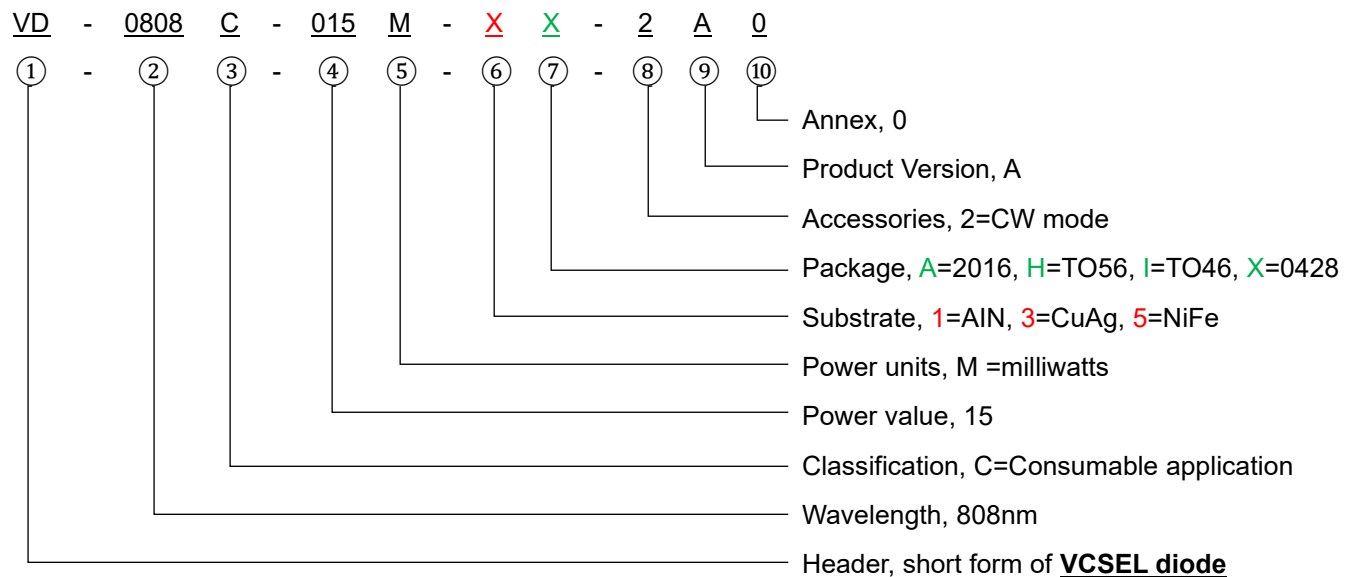 VD - 0808 C - 015 M - X X - 2 A 0
① - ② ③ - ④ ⑤ - ⑥ ⑦ - ⑧ ⑨ ⑩
Annex, 0
Product Version, A
Accessories, 2=CW mode
Package, A=2016, H=TO56, I=TO46, X=0428
Substrate, 1=AIN, 3=CuAg, 5=NiFe
Power units, M =milliwatts
Power value, 15
Classification, C=Consumable application
Wavelength, 808nm
Header, short form of VCSEL diode